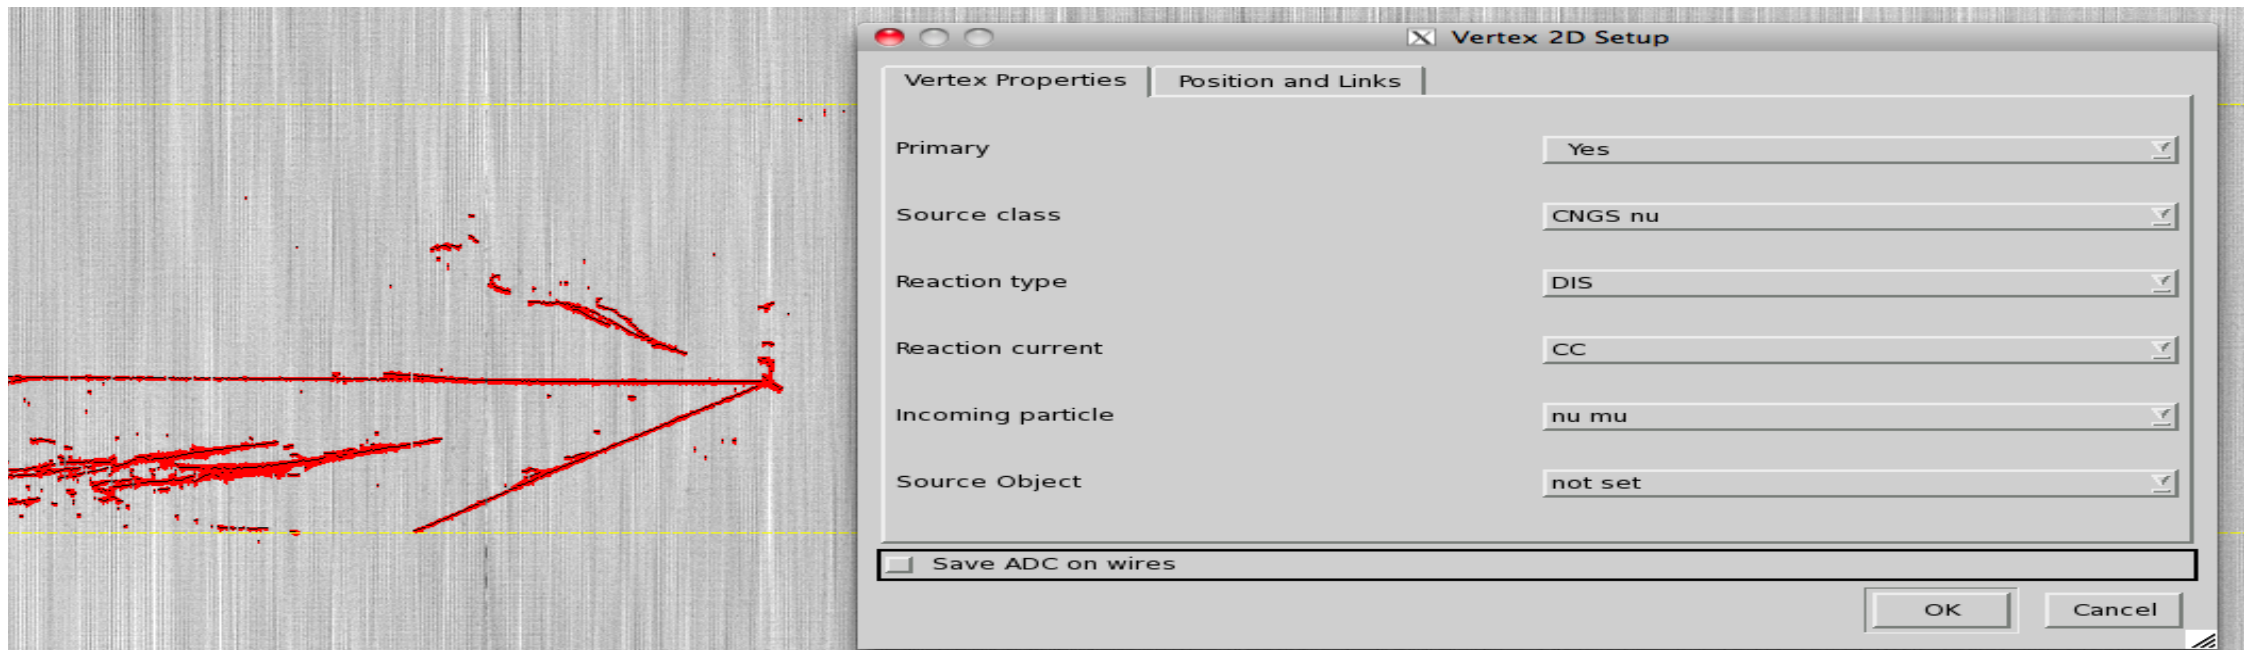 Vertex 2D Setup
Vertex Properties
Position and Links
Primary
Yes
Source class
CNGS nu
Reaction type
DIS
Reaction current
CC
Incoming particle
nu mu
Source Object
not set
Save ADC on wires
OK
Cancel